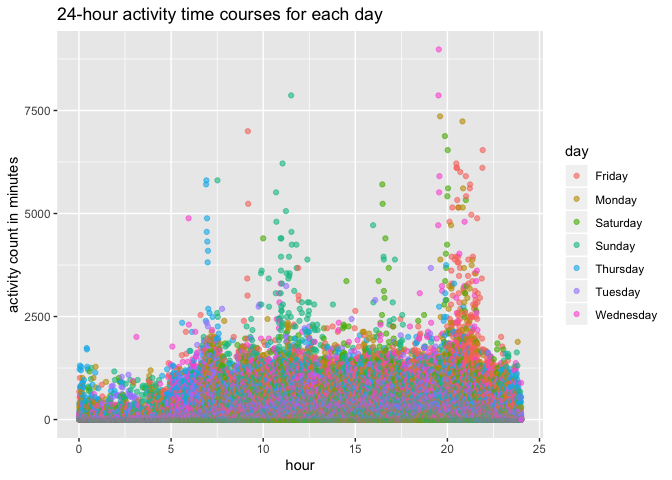 24-hour activity time courses for each day
activity count in minutes
7500
5000
2500
0
0
5
10
15
20
25
hour
day
Friday
Monday
Saturday
Sunday
Thursday
Tuesday
Wednesday